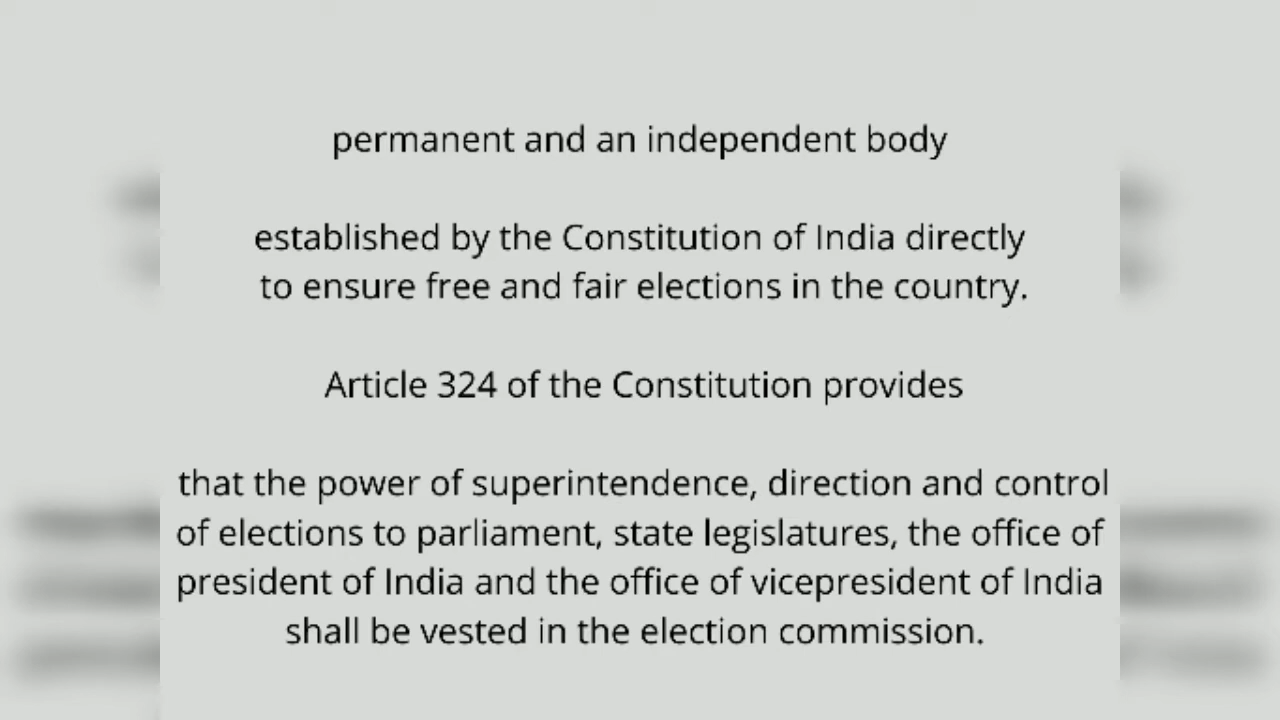 permanent and an independent body
established by the Constitution of India directly
to ensure free and fair elections in the country.
Article 324 of the Constitution provides
that the power of superintendence, direction and control
of elections to parliament, state legislatures, the office of
president of India and the office of vicepresident of India
shall be vested in the election commission.